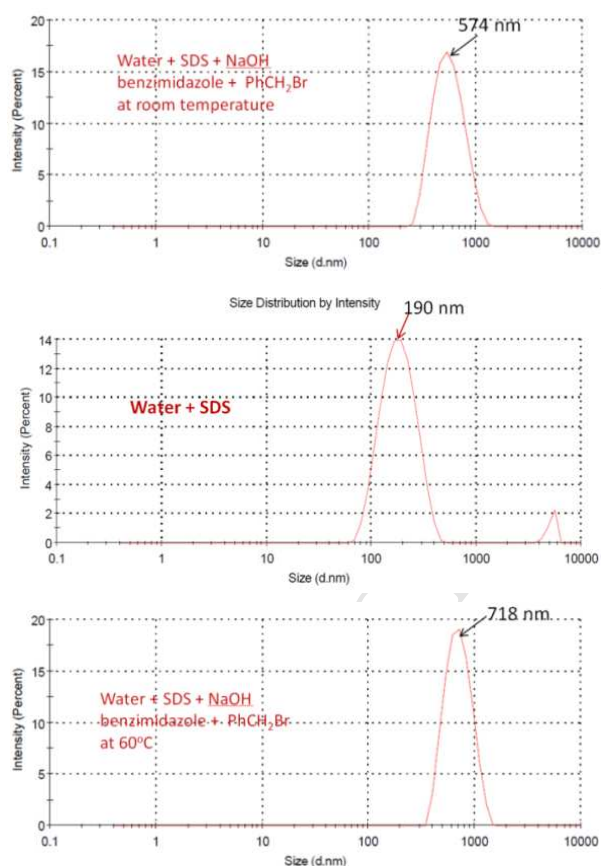 574 nm
20
Water + SDS + NaOH
benzimidazole + PhCH₂Br
at room temperature
15
10
5
0
Intensity (Percent)
0.1 1 10 100 1000 10000
Size (d.nm)
Size Distribution by Intensity
190 nm
14
12
10
Water + SDS
8
6
4
2
0
Intensity (Percent)
0.1 1 10 100 1000 10000
Size (d.nm)
718 nm
20
15
Water + SDS + NaOH
benzimidazole + PhCH₂Br
at 60°C
10
5
0
Intensity (Percent)
0.1 1 10 100 1000 10000
Size (d.nm)